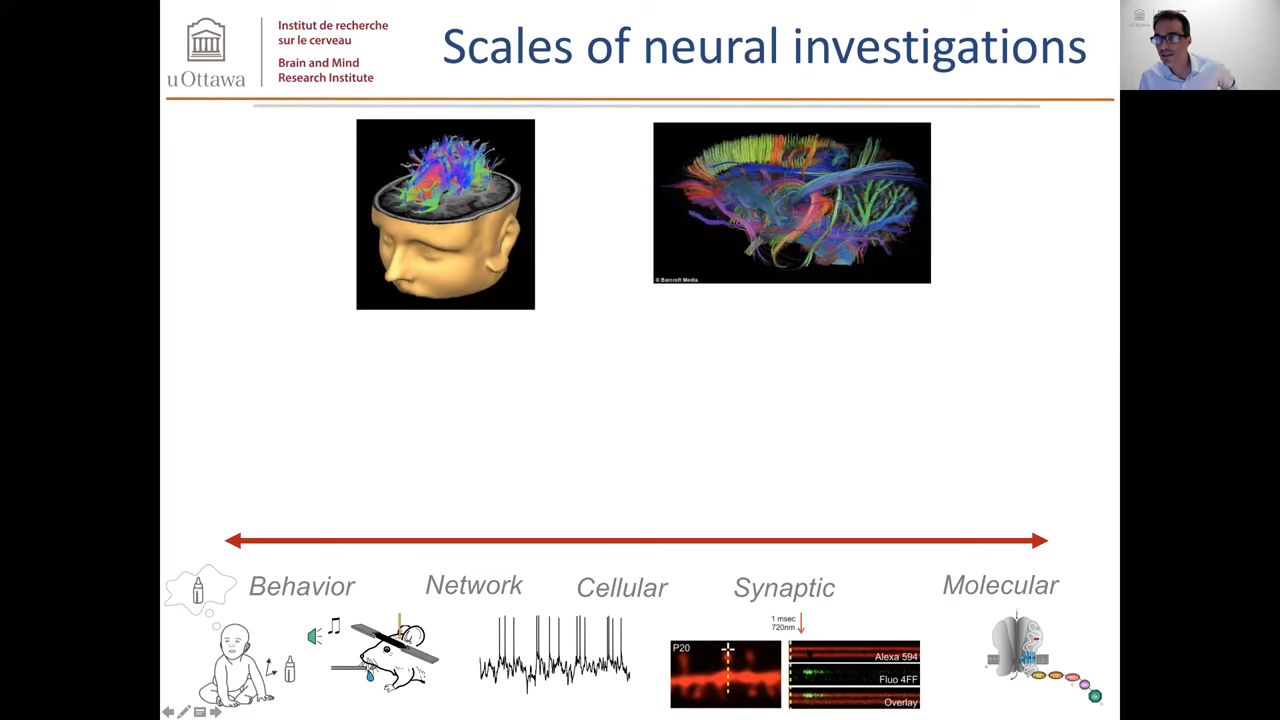 Institut de recherche
sur le cerveau
Brain and Mind
Research Institute
uOttawa
Scales of neural investigations
© Barcroft Media
Behavior
Network
Cellular
Synaptic
Molecular
1 msec
720nm
P20
Alexa 594
Fluo 4FF
Overlay